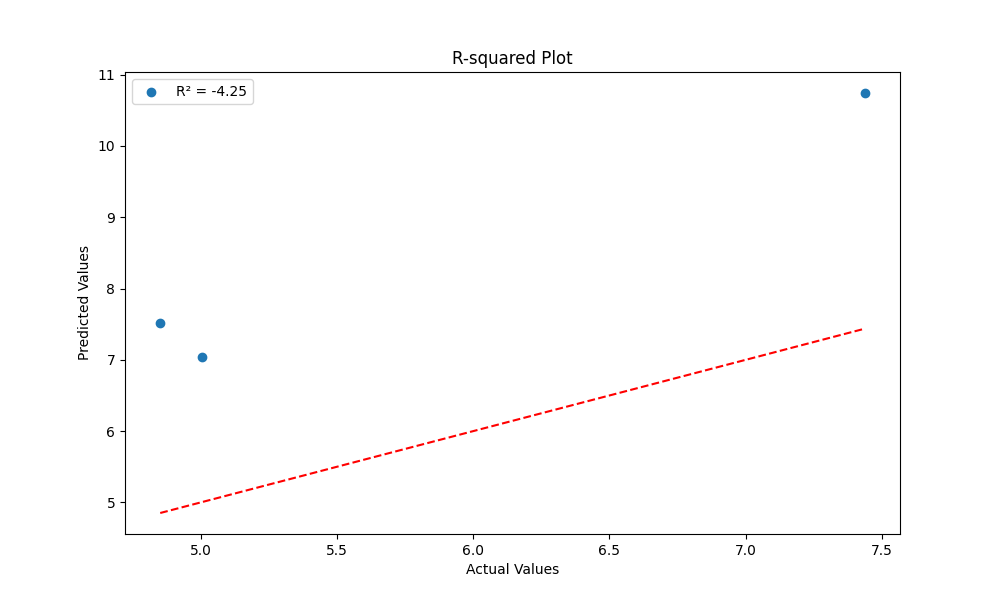 R-squared Plot
R² = -4.25
11
10
9
8
7
6
5
Predicted Values
5.0 5.5 6.0 6.5 7.0 7.5
Actual Values